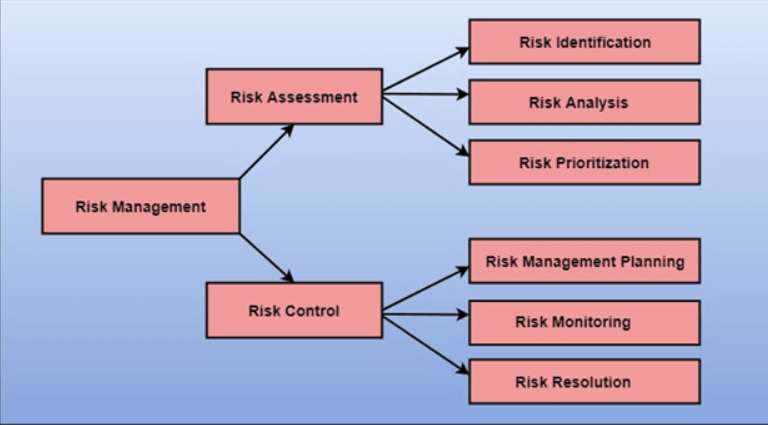 Risk Identification
Risk Assessment
Risk Analysis
Risk Prioritization
Risk Management
Risk Management Planning
Risk Control
Risk Monitoring
Risk Resolution